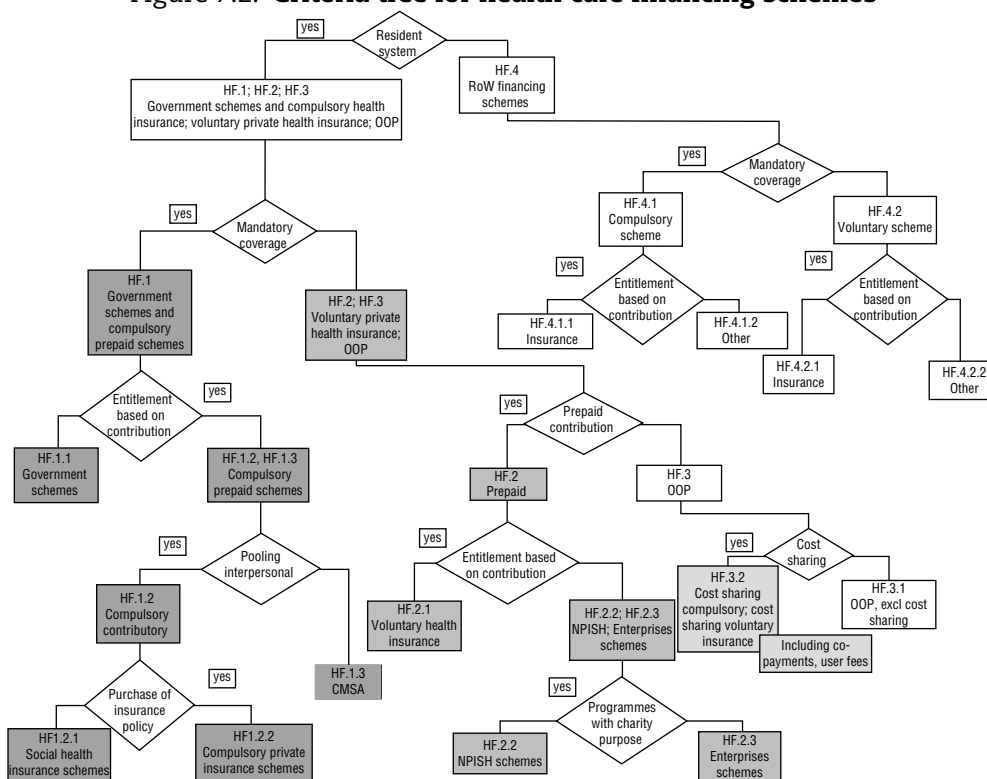 Figure 7.2. Criteria tree for health care financing schemes
yes
Resident
system
HF.1; HF.2; HF.3
Government schemes and compulsory health
insurance; voluntary private health insurance; OOP
HF.4
RoW financing
schemes
yes
Mandatory
coverage
yes
Mandatory
coverage
HF.4.1
Compulsory
scheme
HF.4.2
Voluntary scheme
yes
Entitlement
based on
contribution
yes
Entitlement
based on
contribution
HF.1
Government
schemes and
compulsory
prepaid schemes
HF.2; HF.3
Voluntary private
health insurance;
OOP
HF.4.1.1
Insurance
HF.4.1.2
Other
HF.4.2.1
Insurance
HF.4.2.2
Other
Entitlement
based on
contribution
yes
yes
Prepaid
contribution
HF.1.1
Government
schemes
HF.1.2, HF.1.3
Compulsory
prepaid schemes
HF.2
Prepaid
HF.3
OOP
yes
Pooling
interpersonal
yes
Entitlement based
on contribution
yes
Cost
sharing
HF.1.2
Compulsory
contributory
HF.2.1
Voluntary health
insurance
HF.2.2; HF.2.3
NPISH; Enterprises
schemes
HF.3.2
Cost sharing
compulsory; cost
sharing voluntary
insurance
HF.3.1
OOP, excl cost
sharing
Including co-
payments, user fees
HF.1.3
CMSA
Purchase of
insurance
policy
yes
yes
Programmes
with charity
purpose
HF1.2.1
Social health
insurance schemes
HF1.2.2
Compulsory private
insurance schemes
HF.2.2
NPISH schemes
HF.2.3
Enterprises
schemes